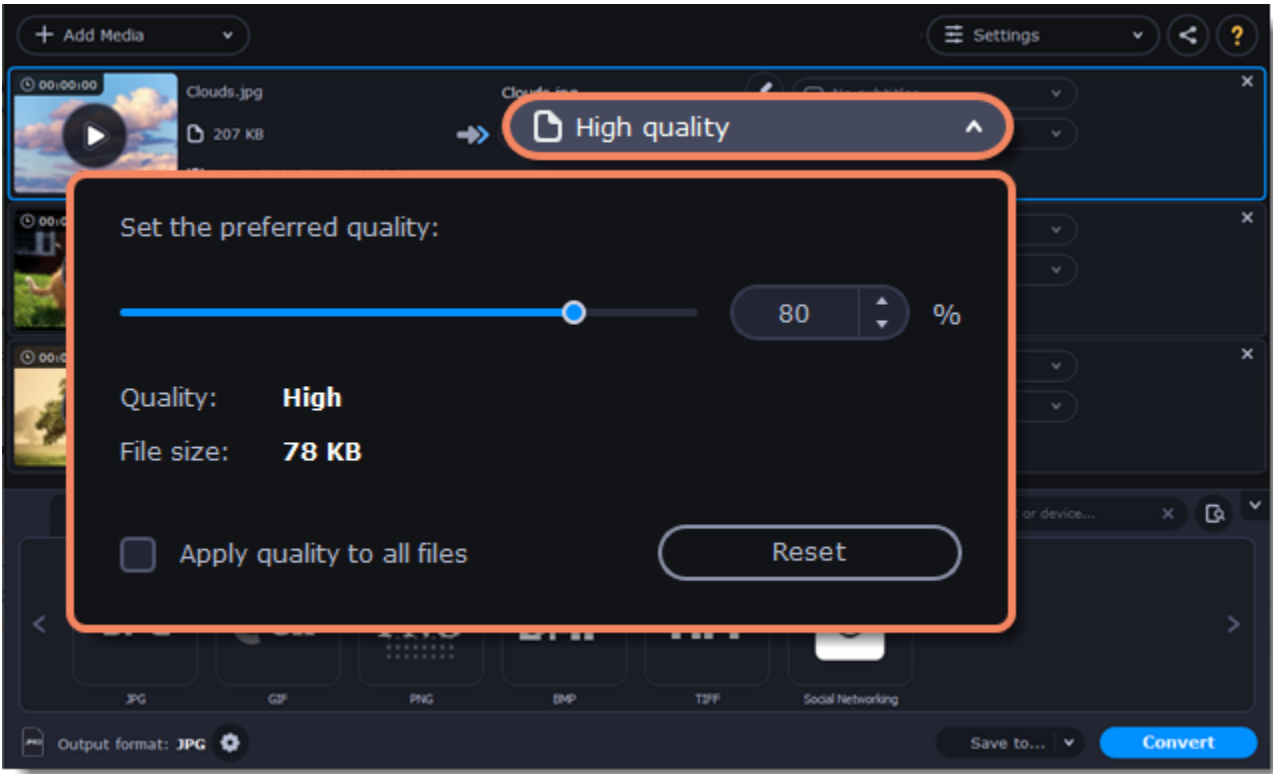 Add Media
Settings
?
00:00:00
Clouds.jpg
207 KB
High quality
Set the preferred quality:
80
%
Quality: High
File size: 78 KB
Apply quality to all files
Reset
or device...
JPG
GIF
PNG
BMP
TIFF
Social Networking
Output format: JPG
Save to...
Convert